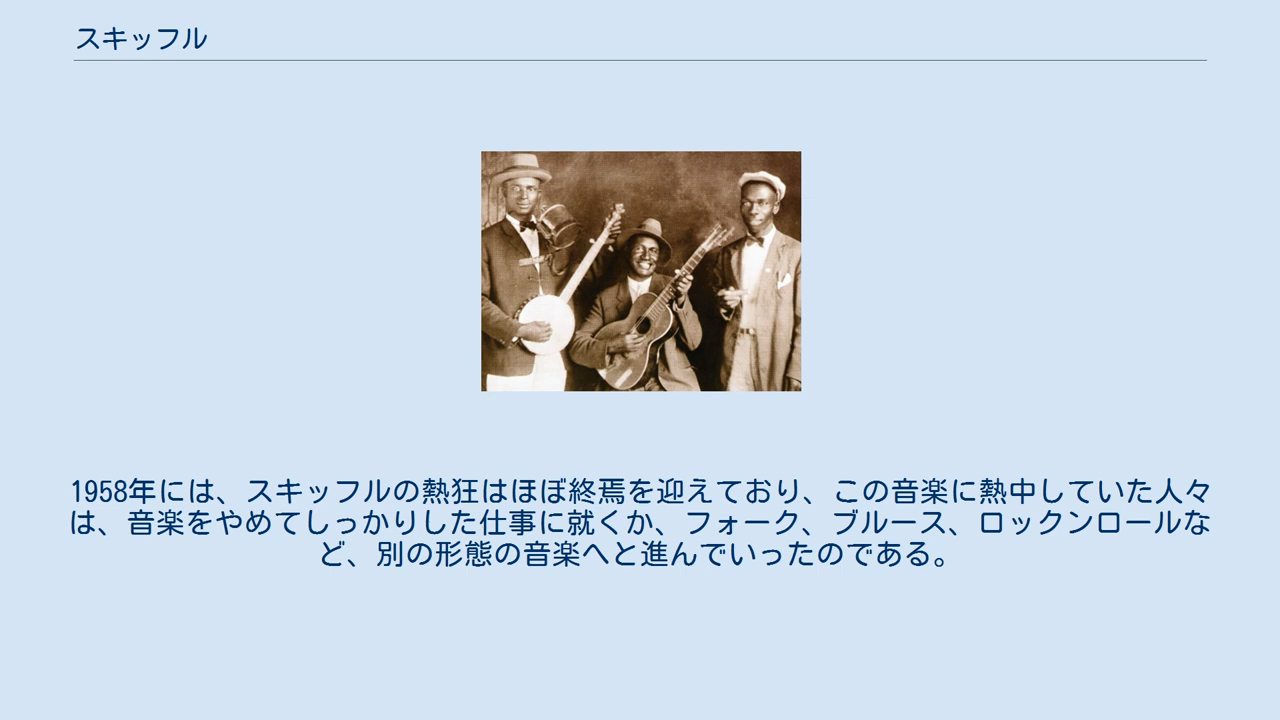 スキッフル
1958年には、スキッフルの熱狂はほぼ終焉を迎えており、この音楽に熱中していた人々
は、音楽をやめてしっかりした仕事に就くか、フォーク、ブルース、ロックンロールな
ど、別の形態の音楽へと進んでいったのである。